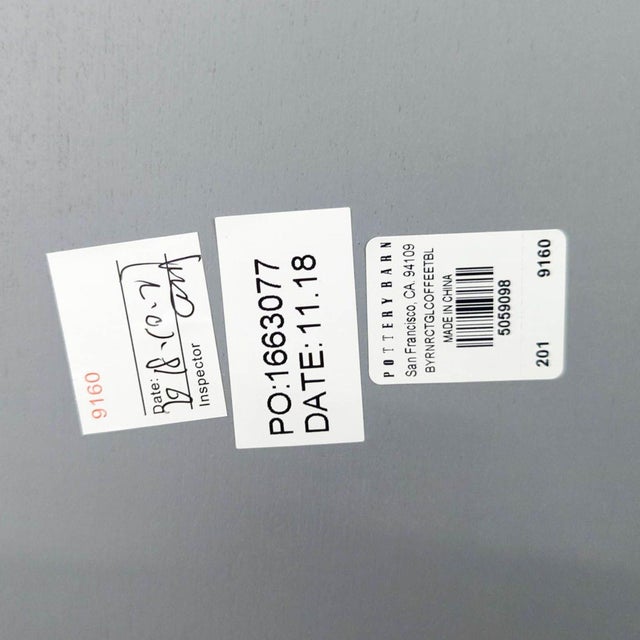 9160
Rate:
Inspector
PO:1663077
DATE:11.18
POTTERY BARN
San Francisco, CA. 94109
BYRNRCTGLCOFFEETBL
MADE IN CHINA
5059098
201 9160